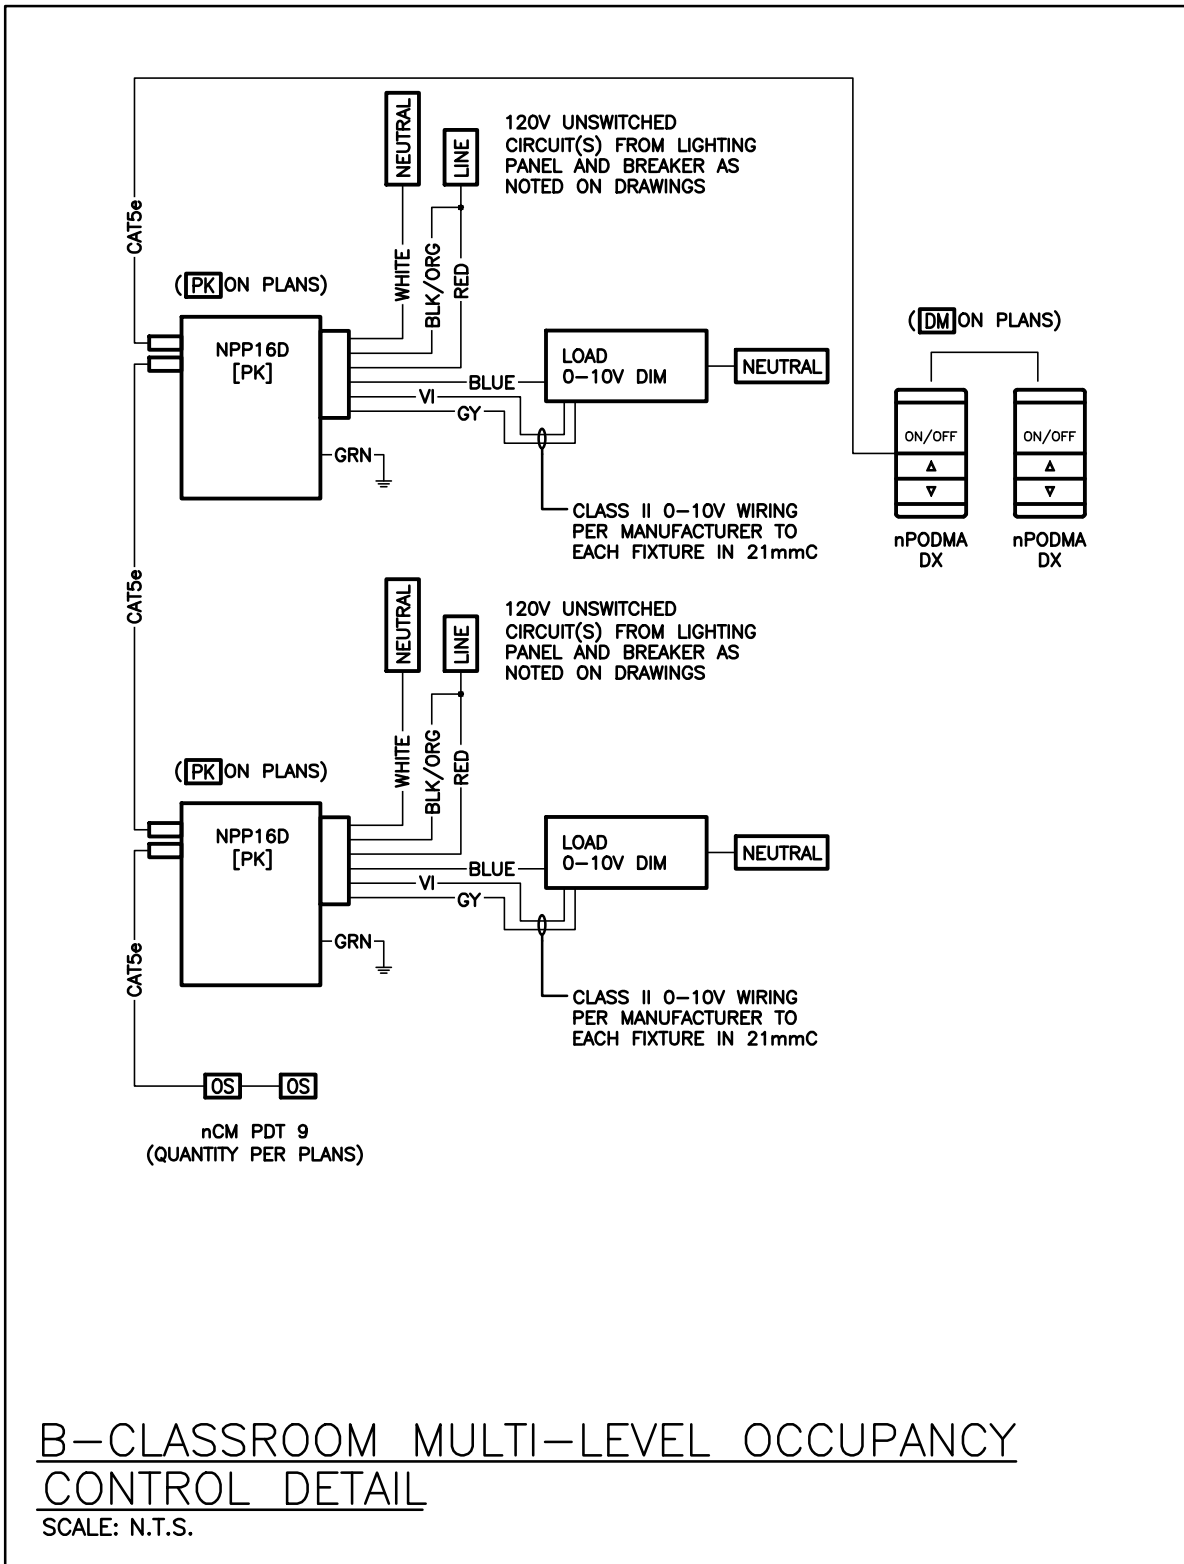 NEUTRAL
LINE
120V UNSWITCHED
CIRCUIT(S) FROM LIGHTING
PANEL AND BREAKER AS
NOTED ON DRAWINGS
CAT5e
WHITE
BLK/ORG
RED
(PK ON PLANS)
NPP16D
[PK]
BLUE
VI
GY
GRN
LOAD
0-10V DIM
NEUTRAL
CLASS II 0-10V WIRING
PER MANUFACTURER TO
EACH FIXTURE IN 21mmC
(DM ON PLANS)
ON/OFF
ON/OFF
nPODMA
DX
nPODMA
DX
CAT5e
NEUTRAL
LINE
120V UNSWITCHED
CIRCUIT(S) FROM LIGHTING
PANEL AND BREAKER AS
NOTED ON DRAWINGS
WHITE
BLK/ORG
RED
(PK ON PLANS)
NPP16D
[PK]
BLUE
VI
GY
GRN
LOAD
0-10V DIM
NEUTRAL
CLASS II 0-10V WIRING
PER MANUFACTURER TO
EACH FIXTURE IN 21mmC
CAT5e
OS
OS
nCM PDT 9
(QUANTITY PER PLANS)
B-CLASSROOM MULTI-LEVEL OCCUPANCY
CONTROL DETAIL
SCALE: N.T.S.